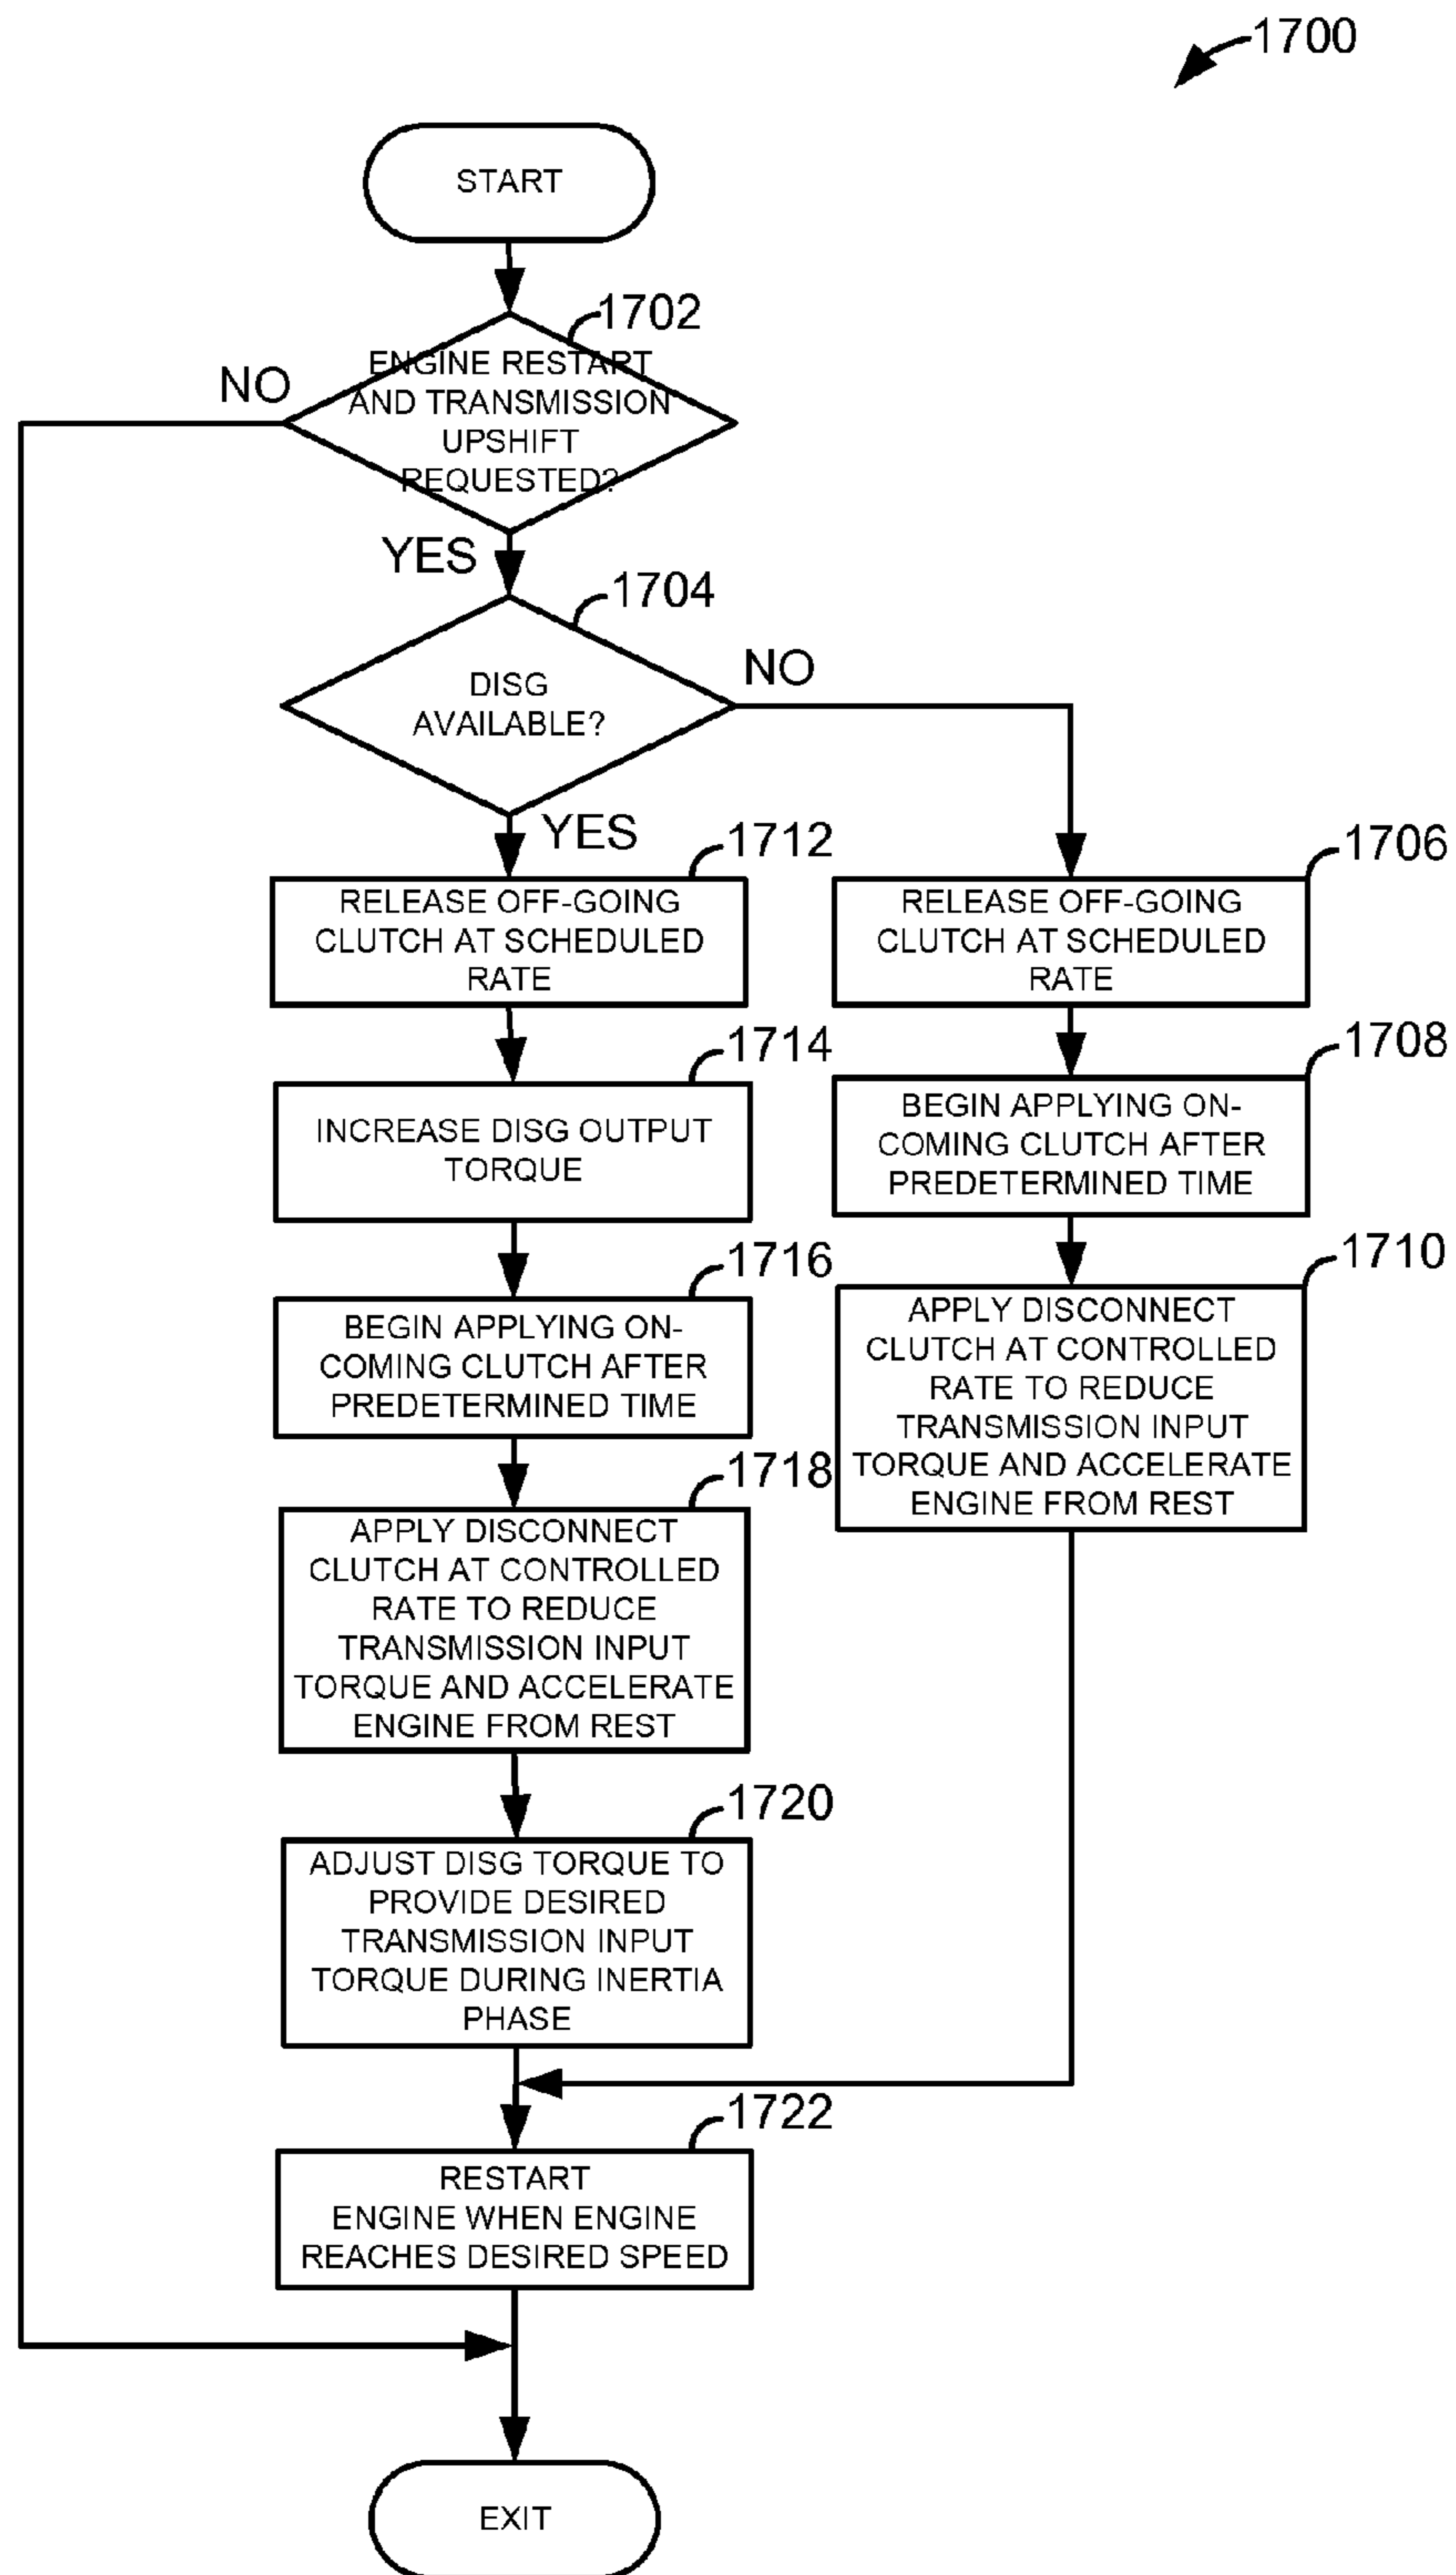 1700
START
1702
ENGINE RESTART
AND TRANSMISSION
UPSHIFT
REQUESTED?
NO
YES
1704
DISG
AVAILABLE?
NO
YES
1712
RELEASE OFF-GOING
CLUTCH AT SCHEDULED
RATE
1706
RELEASE OFF-GOING
CLUTCH AT SCHEDULED
RATE
1714
INCREASE DISG OUTPUT
TORQUE
1708
BEGIN APPLYING ON-
COMING CLUTCH AFTER
PREDETERMINED TIME
1716
BEGIN APPLYING ON-
COMING CLUTCH AFTER
PREDETERMINED TIME
1710
APPLY DISCONNECT
CLUTCH AT CONTROLLED
RATE TO REDUCE
TRANSMISSION INPUT
TORQUE AND ACCELERATE
ENGINE FROM REST
1718
APPLY DISCONNECT
CLUTCH AT CONTROLLED
RATE TO REDUCE
TRANSMISSION INPUT
TORQUE AND ACCELERATE
ENGINE FROM REST
1720
ADJUST DISG TORQUE TO
PROVIDE DESIRED
TRANSMISSION INPUT
TORQUE DURING INERTIA
PHASE
1722
RESTART
ENGINE WHEN ENGINE
REACHES DESIRED SPEED
EXIT